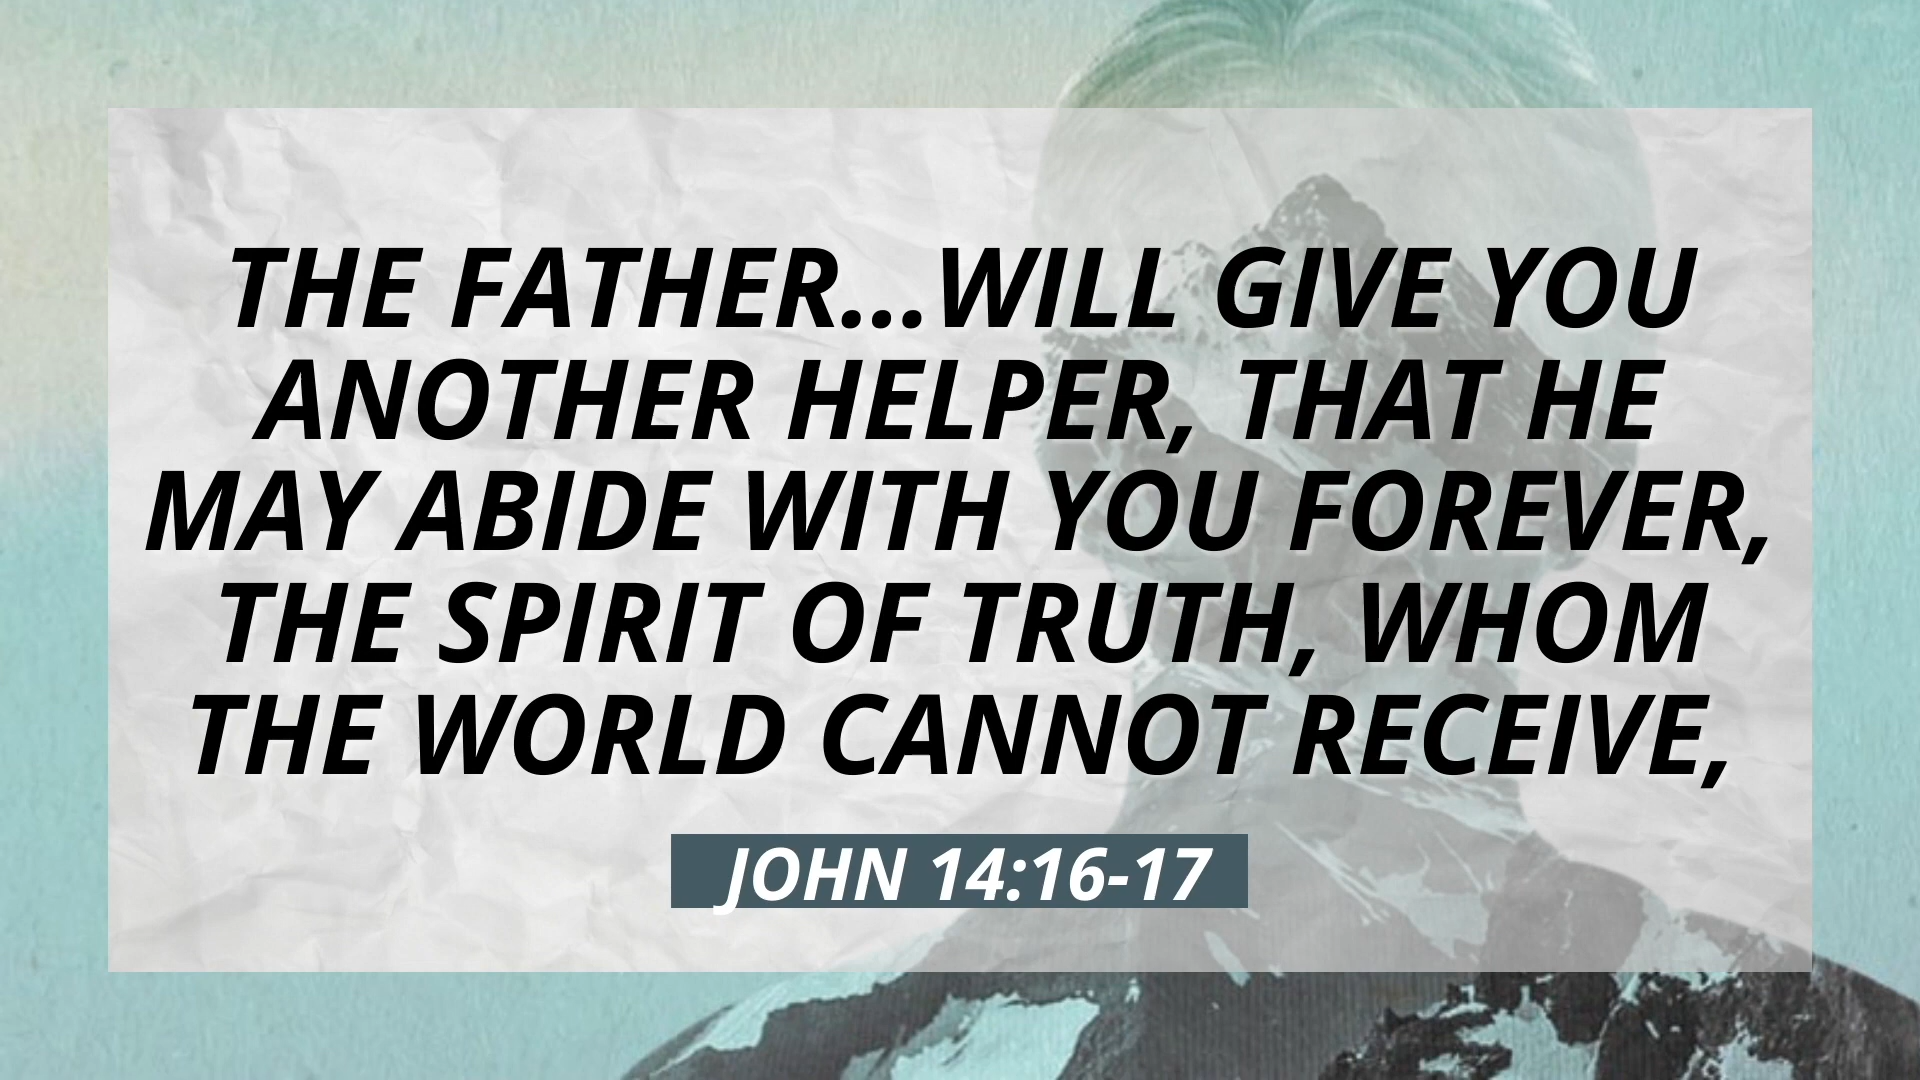 THE FATHER...WILL GIVE YOU
ANOTHER HELPER, THAT HE
MAY ABIDE WITH YOU FOREVER,
THE SPIRIT OF TRUTH, WHOM
THE WORLD CANNOT RECEIVE,
JOHN 14:16-17